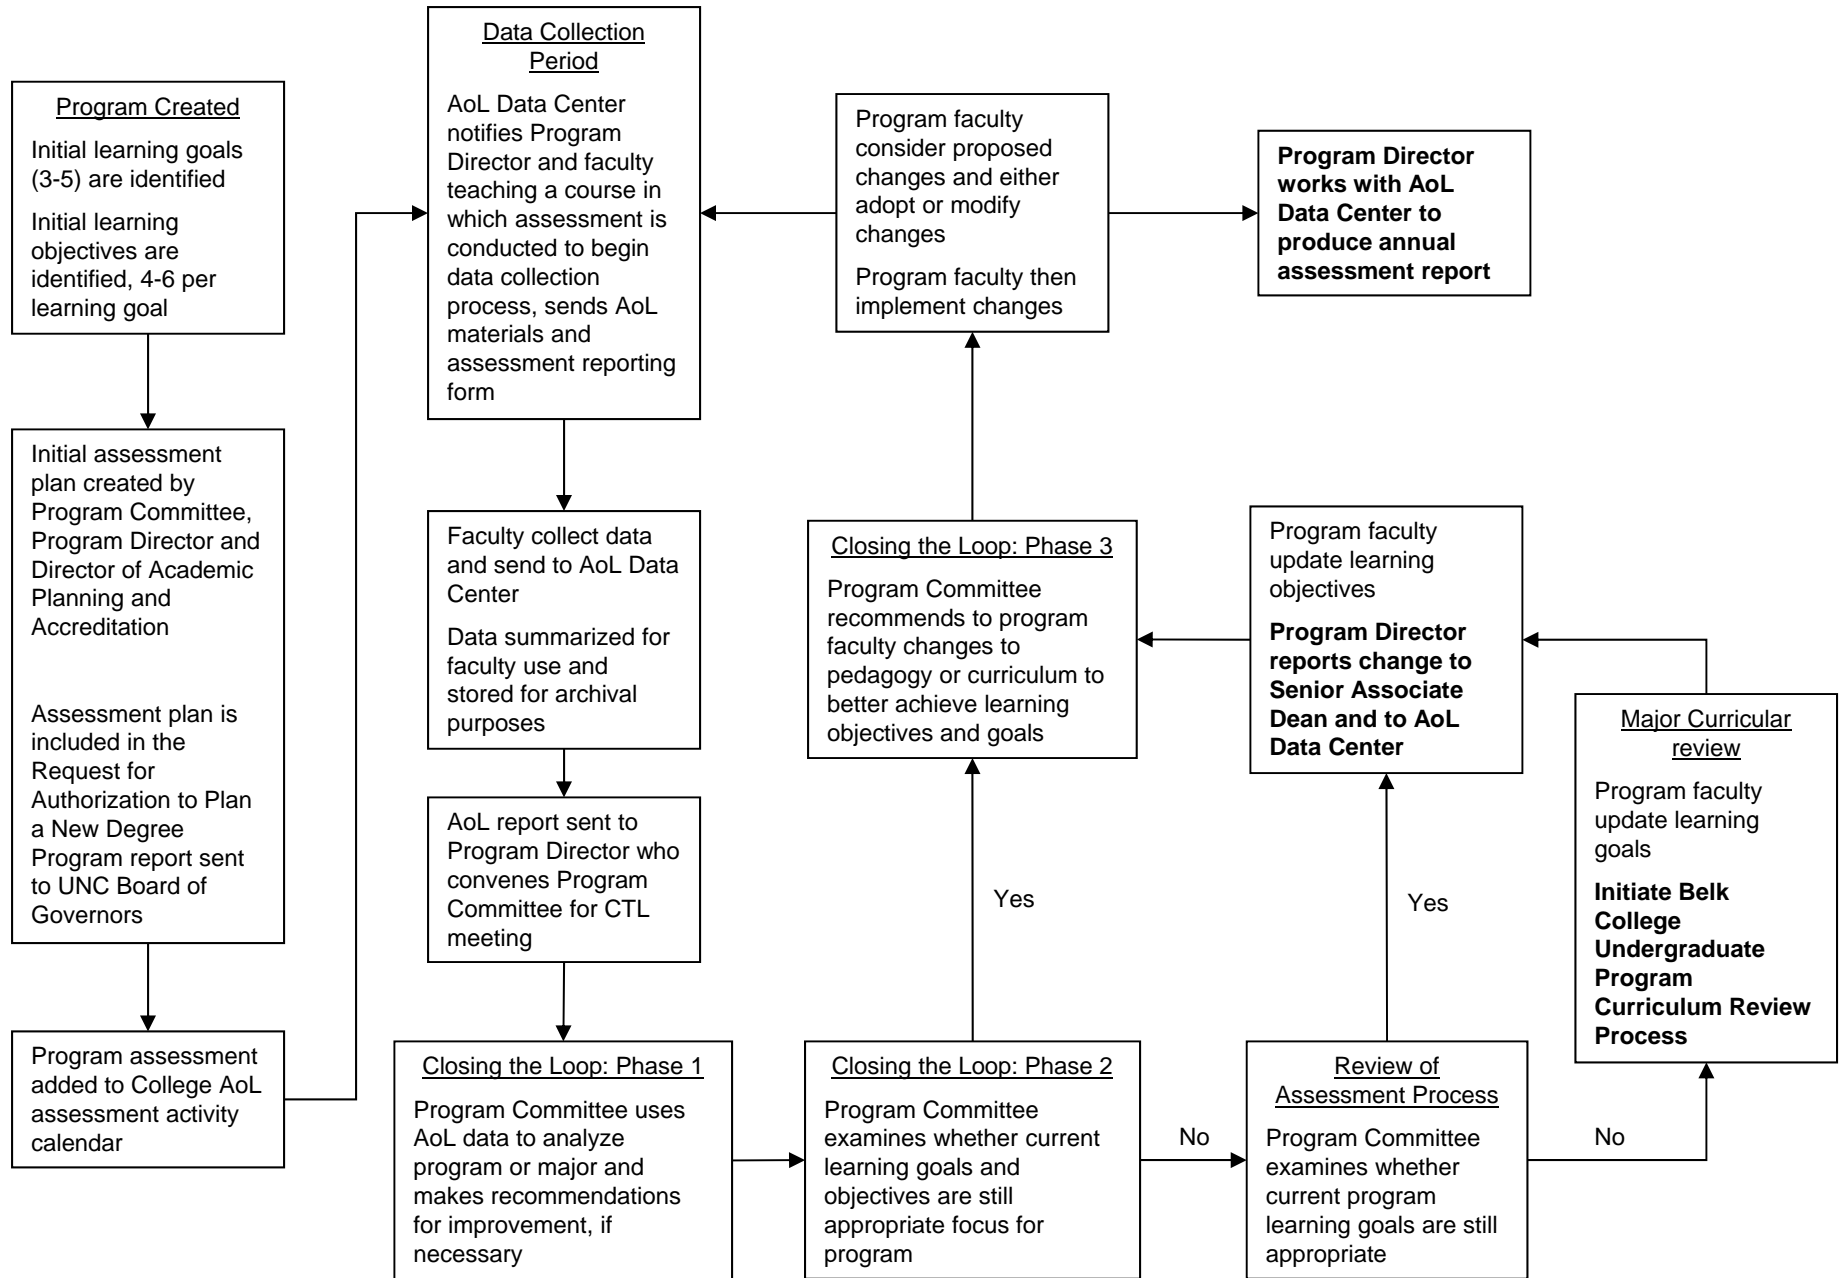 Program Created
Initial learning goals
(3-5) are identified
Initial learning
objectives are
identified, 4-6 per
learning goal
Initial assessment
plan created by
Program Committee,
Program Director and
Director of Academic
Planning and
Accreditation
Assessment plan is
included in the
Request for
Authorization to Plan
a New Degree
Program report sent
to UNC Board of
Governors
Program assessment
added to College AoL
assessment activity
calendar
Data Collection
Period
AoL Data Center
notifies Program
Director and faculty
teaching a course in
which assessment is
conducted to begin
data collection
process, sends AoL
materials and
assessment reporting
form
Faculty collect data
and send to AoL Data
Center
Data summarized for
faculty use and
stored for archival
purposes
AoL report sent to
Program Director who
convenes Program
Committee for CTL
meeting
Closing the Loop: Phase 1
Program Committee uses
AoL data to analyze
program or major and
makes recommendations
for improvement, if
necessary
Closing the Loop: Phase 2
Program Committee
examines whether current
learning goals and
objectives are still
appropriate focus for
program
Yes
No
Closing the Loop: Phase 3
Program Committee
recommends to program
faculty changes to
pedagogy or curriculum to
better achieve learning
objectives and goals
Program faculty
consider proposed
changes and either
adopt or modify
changes
Program faculty then
implement changes
Program Director
works with AoL
Data Center to
produce annual
assessment report
Review of
Assessment Process
Program Committee
examines whether
current program
learning goals are still
appropriate
Yes
No
Program faculty
update learning
objectives
Program Director
reports change to
Senior Associate
Dean and to AoL
Data Center
Major Curricular
review
Program faculty
update learning
goals
Initiate Belk
College
Undergraduate
Program
Curriculum Review
Process